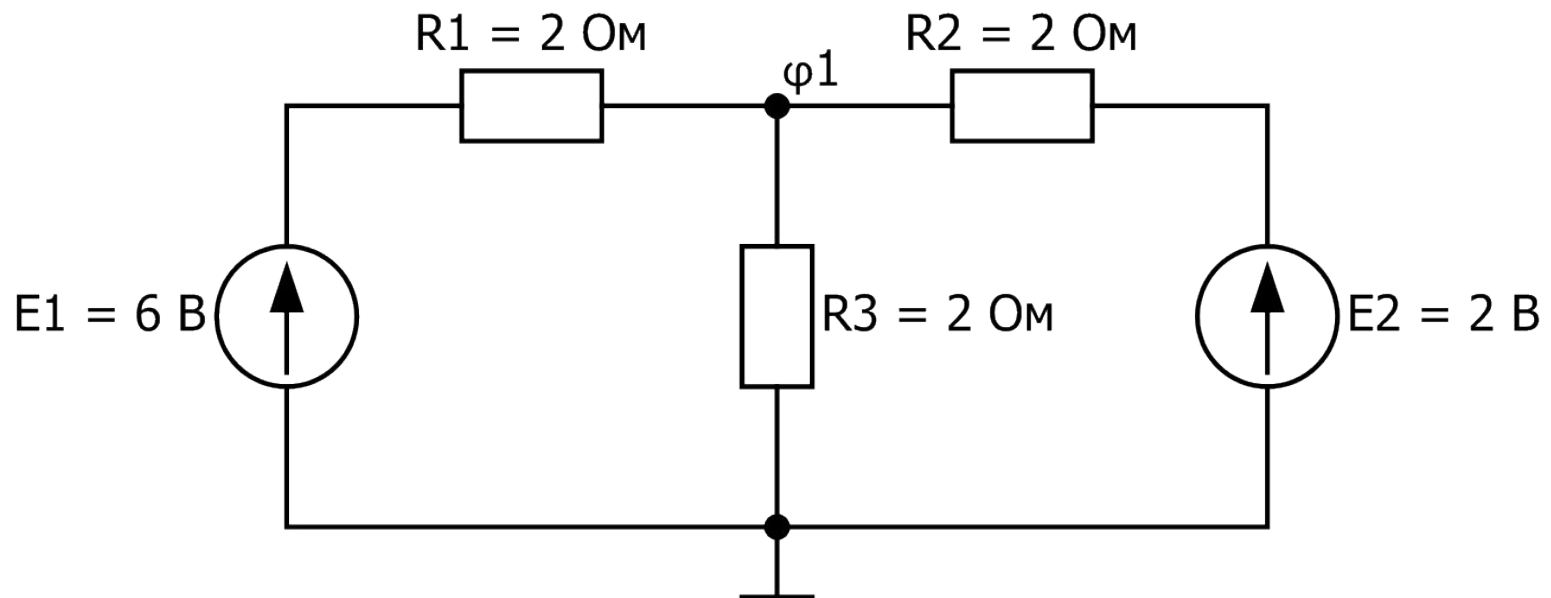 R1 = 2 Ом
R2 = 2 Ом
φ1
E1 = 6 В
R3 = 2 Ом
E2 = 2 В